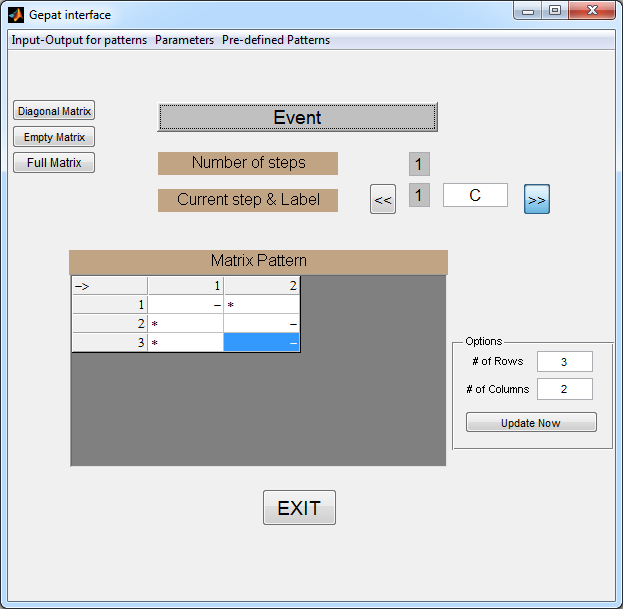 Gepat interface
Input-Output for patterns Parameters Pre-defined Patterns
Diagonal Matrix
Empty Matrix
Full Matrix
Event
Number of steps 1
Current step & Label << 1 C >>
Matrix Pattern
–> 1 2
1 – *
2 * –
3 * –
Options
# of Rows 3
# of Columns 2
Update Now
EXIT